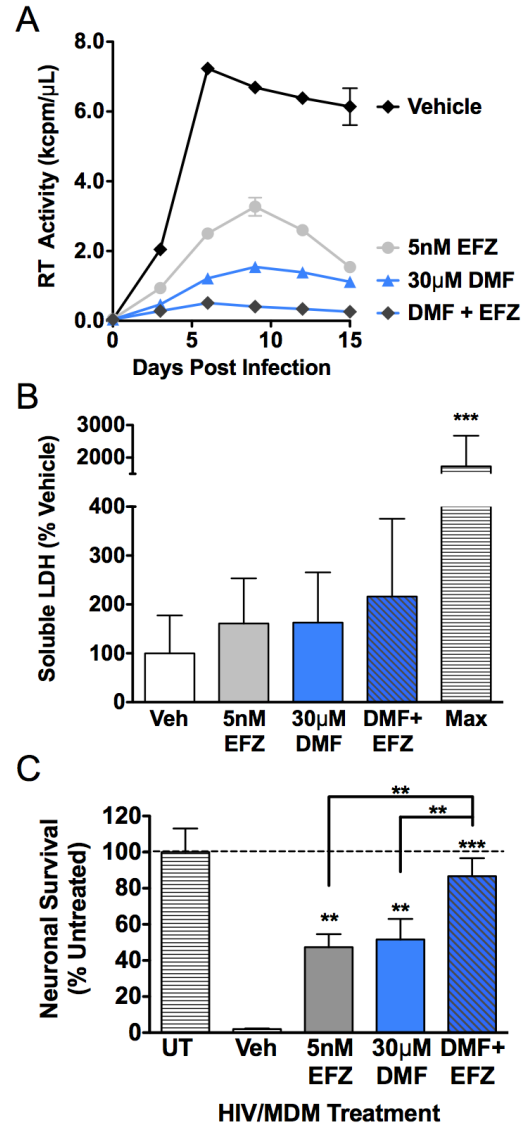 A
RT Activity (kcpm/µL)
8.0
6.0
4.0
2.0
0.0
0
5
10
15
Days Post Infection
Vehicle
5nM EFZ
30µM DMF
DMF + EFZ
B
Soluble LDH (% Vehicle)
3000
2000
400
300
200
100
0
***
Veh
5nM
EFZ
30µM
DMF
DMF+
EFZ
Max
C
Neuronal Survival
(% Untreated)
120
100
80
60
40
20
0
**
**
***
**
**
UT
Veh
5nM
EFZ
30µM
DMF
DMF+
EFZ
HIV/MDM Treatment